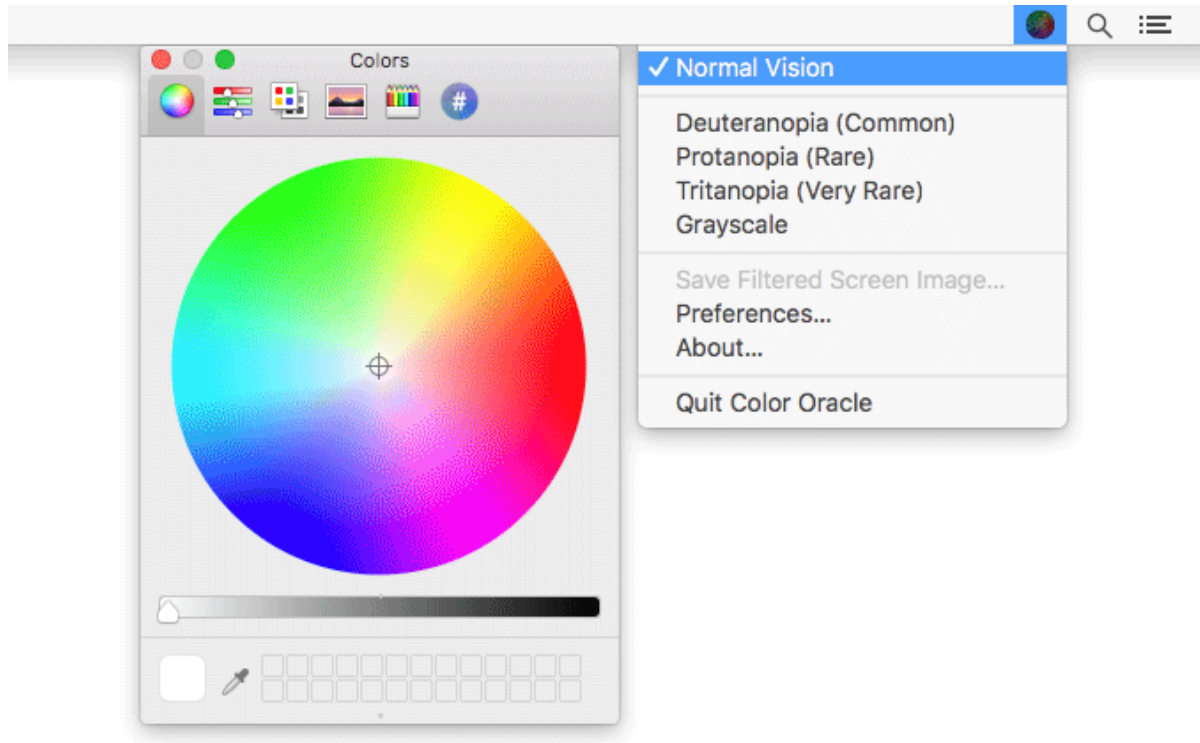 Colors
#
✓ Normal Vision
Deuteranopia (Common)
Protanopia (Rare)
Tritanopia (Very Rare)
Grayscale
Save Filtered Screen Image...
Preferences...
About...
Quit Color Oracle